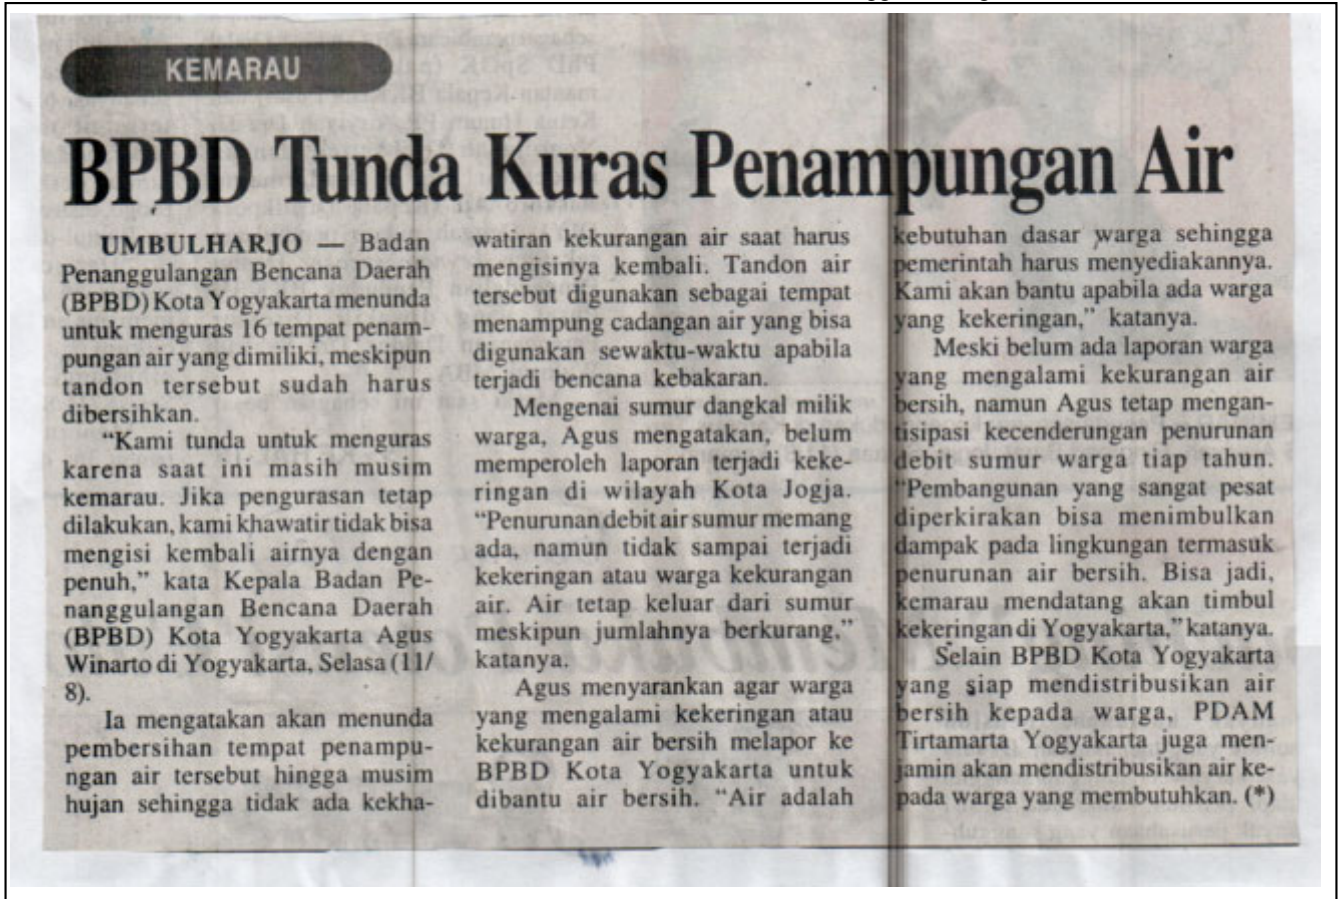 KEMARAU
BPBD Tunda Kuras Penampungan Air
UMBULHARJO — Badan
Penanggulangan Bencana Daerah
(BPBD) Kota Yogyakarta menunda
untuk menguras 16 tempat penam-
pungan air yang dimiliki, meskipun
tandon tersebut sudah harus
dibersihkan.
“Kami tunda untuk menguras
karena saat ini masih musim
kemarau. Jika pengurasan tetap
dilakukan, kami khawatir tidak bisa
mengisi kembali airnya dengan
penuh,” kata Kepala Badan Pe-
nanggulangan Bencana Daerah
(BPBD) Kota Yogyakarta Agus
Winarto di Yogyakarta, Selasa (11/
8).
Ia mengatakan akan menunda
pembersihan tempat penampu-
ngan air tersebut hingga musim
hujan sehingga tidak ada kekha-
watiran kekurangan air saat harus
mengisinya kembali. Tandon air
tersebut digunakan sebagai tempat
menampung cadangan air yang bisa
digunakan sewaktu-waktu apabila
terjadi bencana kebakaran.
Mengenai sumur dangkal milik
warga, Agus mengatakan, belum
memperoleh laporan terjadi keke-
ringan di wilayah Kota Jogja.
“Penurunan debit air sumur memang
ada, namun tidak sampai terjadi
kekeringan atau warga kekurangan
air. Air tetap keluar dari sumur
meskipun jumlahnya berkurang,”
katanya.
Agus menyarankan agar warga
yang mengalami kekeringan atau
kekurangan air bersih melapor ke
BPBD Kota Yogyakarta untuk
dibantu air bersih. “Air adalah
kebutuhan dasar warga sehingga
pemerintah harus menyediakannya.
Kami akan bantu apabila ada warga
yang kekeringan,” katanya.
Meski belum ada laporan warga
yang mengalami kekurangan air
bersih, namun Agus tetap mengan-
tisipasi kecenderungan penurunan
debit sumur warga tiap tahun.
“Pembangunan yang sangat pesat
diperkirakan bisa menimbulkan
dampak pada lingkungan termasuk
penurunan air bersih. Bisa jadi,
kemarau mendatang akan timbul
kekeringan di Yogyakarta,” katanya.
Selain BPBD Kota Yogyakarta
yang siap mendistribusikan air
bersih kepada warga, PDAM
Tirtamarta Yogyakarta juga men-
jamin akan mendistribusikan air ke-
pada warga yang membutuhkan. (*)